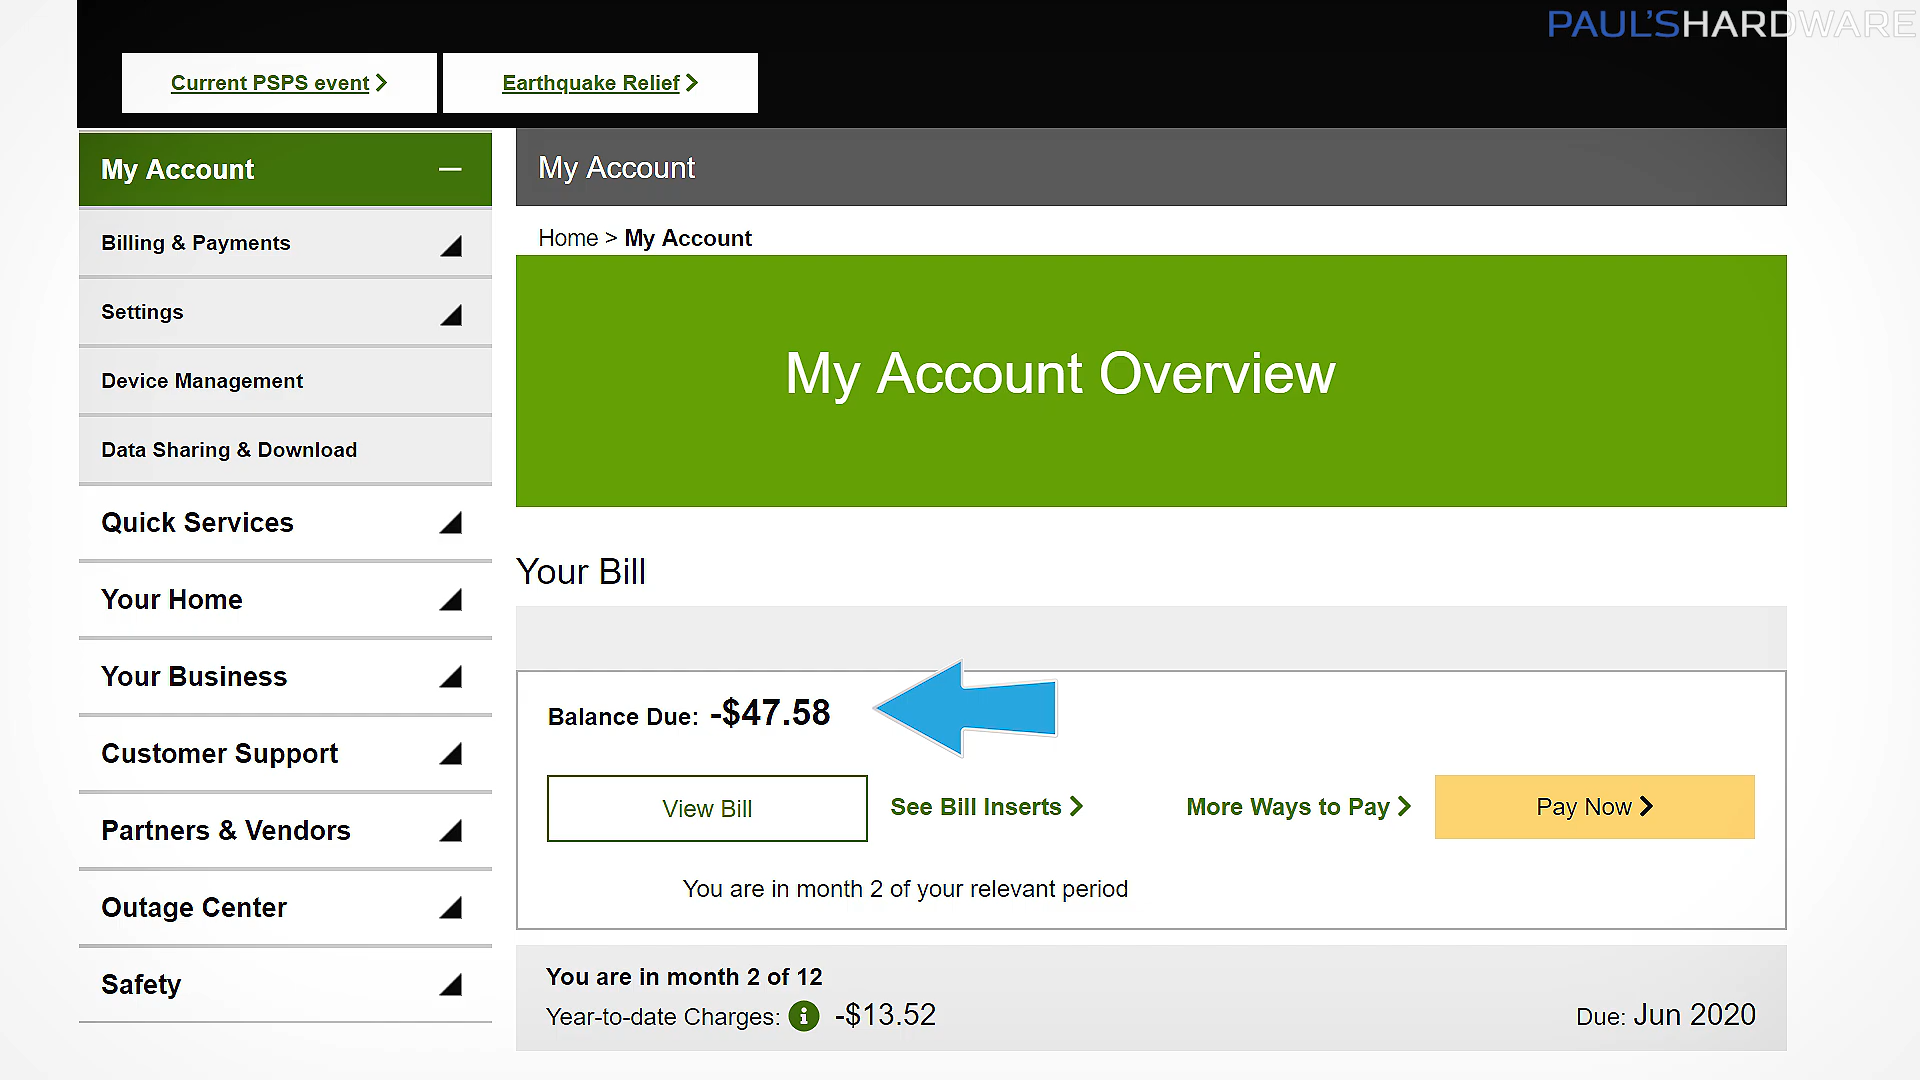 PAUL'SHARDWARE
Current PSPS event
Earthquake Relief
My Account
Billing & Payments
Settings
Device Management
Data Sharing & Download
Quick Services
Your Home
Your Business
Customer Support
Partners & Vendors
Outage Center
Safety
My Account
Home > My Account
My Account Overview
Your Bill
Balance Due: -$47.58
View Bill
See Bill Inserts
More Ways to Pay
Pay Now
You are in month 2 of your relevant period
You are in month 2 of 12
Year-to-date Charges: i -$13.52
Due: Jun 2020